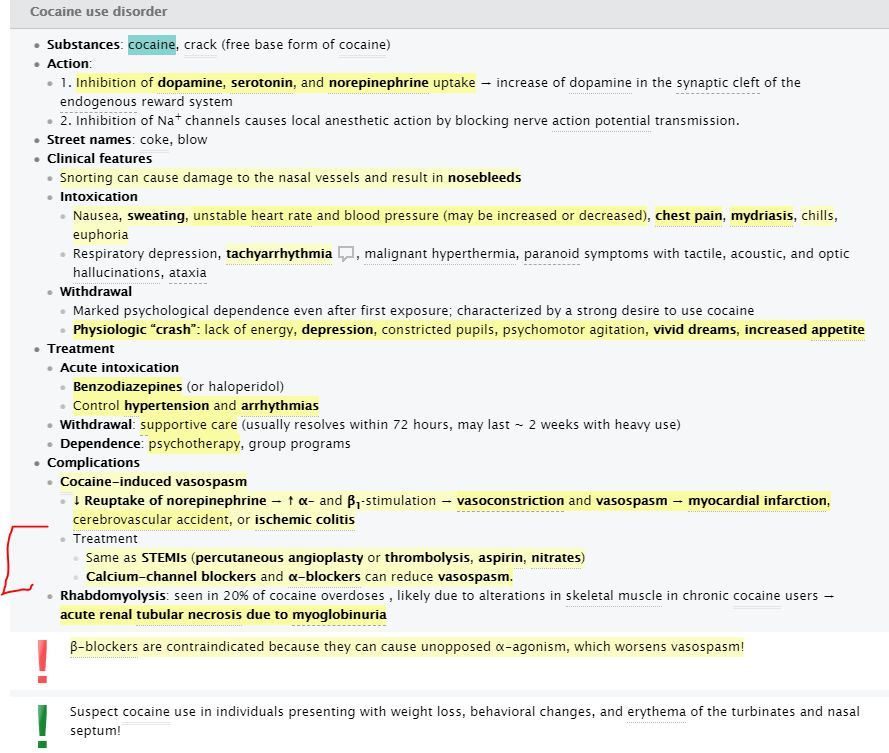 Cocaine use disorder
Substances: cocaine, crack (free base form of cocaine)
Action:
1. Inhibition of dopamine, serotonin, and norepinephrine uptake → increase of dopamine in the synaptic cleft of the
endogenous reward system
2. Inhibition of Na+ channels causes local anesthetic action by blocking nerve action potential transmission.
Street names: coke, blow
Clinical features
Snorting can cause damage to the nasal vessels and result in nosebleeds
Intoxication
Nausea, sweating, unstable heart rate and blood pressure (may be increased or decreased), chest pain, mydriasis, chills,
euphoria
Respiratory depression, tachyarrhythmia , malignant hyperthermia, paranoid symptoms with tactile, acoustic, and optic
hallucinations, ataxia
Withdrawal
Marked psychological dependence even after first exposure; characterized by a strong desire to use cocaine
Physiologic “crash”: lack of energy, depression, constricted pupils, psychomotor agitation, vivid dreams, increased appetite
Treatment
Acute intoxication
Benzodiazepines (or haloperidol)
Control hypertension and arrhythmias
Withdrawal: supportive care (usually resolves within 72 hours, may last ~ 2 weeks with heavy use)
Dependence: psychotherapy, group programs
Complications
Cocaine-induced vasospasm
↓ Reuptake of norepinephrine → ↑ α- and β1-stimulation → vasoconstriction and vasospasm → myocardial infarction,
cerebrovascular accident, or ischemic colitis
Treatment
Same as STEMIs (percutaneous angioplasty or thrombolysis, aspirin, nitrates)
Calcium-channel blockers and α-blockers can reduce vasospasm.
Rhabdomyolysis: seen in 20% of cocaine overdoses , likely due to alterations in skeletal muscle in chronic cocaine users →
acute renal tubular necrosis due to myoglobinuria
β-blockers are contraindicated because they can cause unopposed α-agonism, which worsens vasospasm!
Suspect cocaine use in individuals presenting with weight loss, behavioral changes, and erythema of the turbinates and nasal
septum!